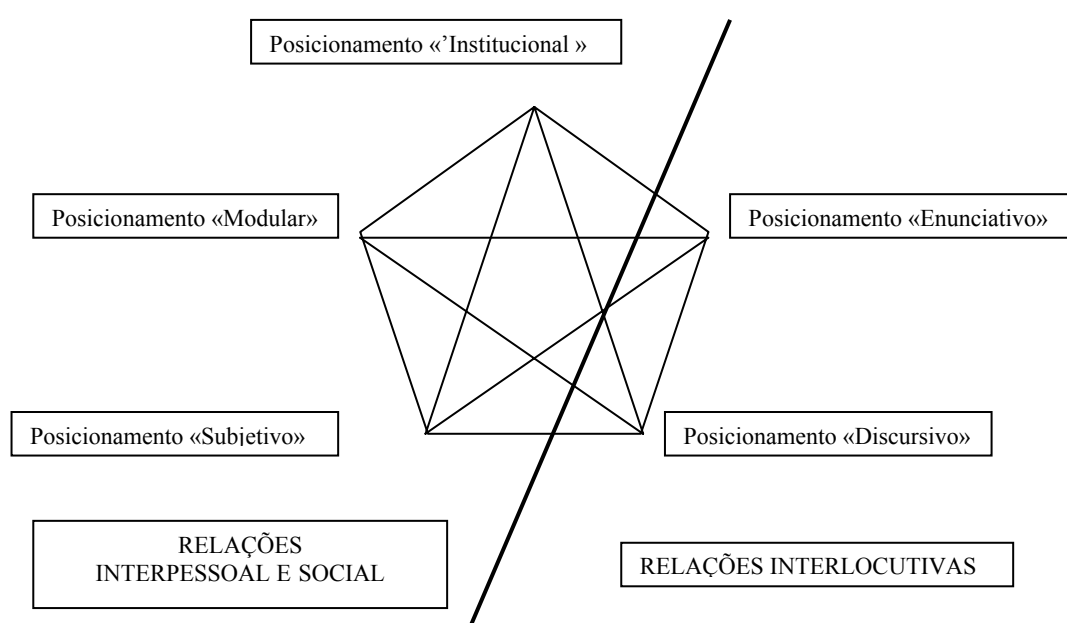 Posicionamento «’Institucional »
Posicionamento «Modular»
Posicionamento «Enunciativo»
Posicionamento «Subjetivo»
Posicionamento «Discursivo»
RELAÇÕES
INTERPESSOAL E SOCIAL
RELAÇÕES INTERLOCUTIVAS